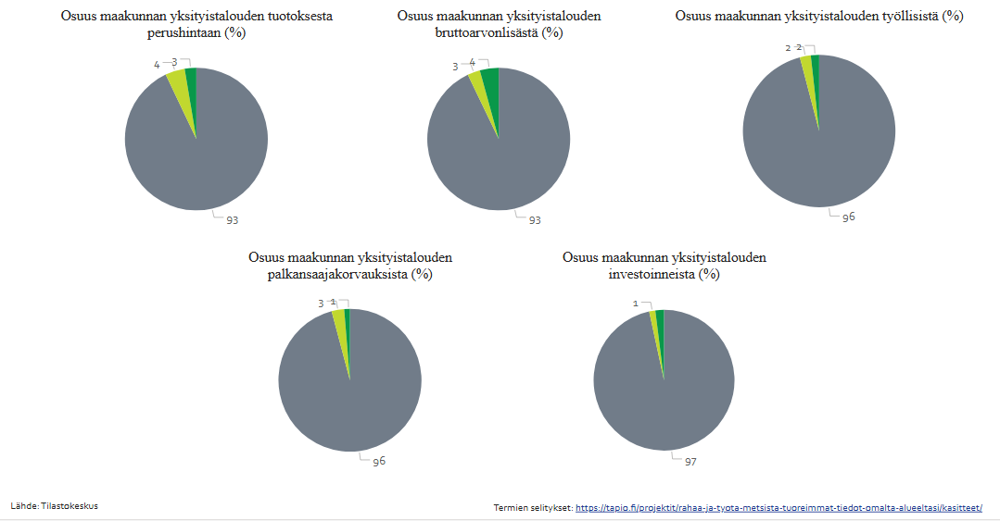 Osuus maakunnan yksityistalouden tuotoksesta
perushintaan (%)
4 3
93
Osuus maakunnan yksityistalouden
bruttoarvonlisästä (%)
3 4
93
Osuus maakunnan yksityistalouden työllisistä (%)
2 2
96
Osuus maakunnan yksityistalouden
palkansaajakorvauksista (%)
3 1
96
Osuus maakunnan yksityistalouden
investoinneista (%)
1
97
Lähde: Tilastokeskus
Termien selitykset: https://tapio.fi/projektit/rahaa-ja-tyota-metsista-tuoreimmat-tiedot-omalta-alueeltasi/kasitteet/